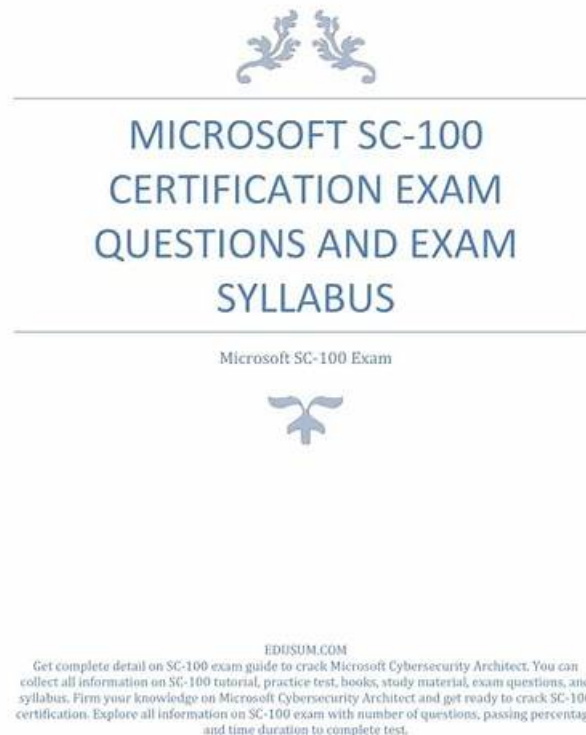 MICROSOFT SC-100
CERTIFICATION EXAM
QUESTIONS AND EXAM
SYLLABUS
Microsoft SC-100 Exam
EDUSUM.COM
Get complete detail on SC-100 exam guide to crack Microsoft Cybersecurity Architect. You can
collect all information on SC-100 tutorial, practice test, books, study material, exam questions, and
syllabus. Firm your knowledge on Microsoft Cybersecurity Architect and get ready to crack SC-100
certification. Explore all information on SC-100 exam with number of questions, passing percentag
and time duration to complete test.